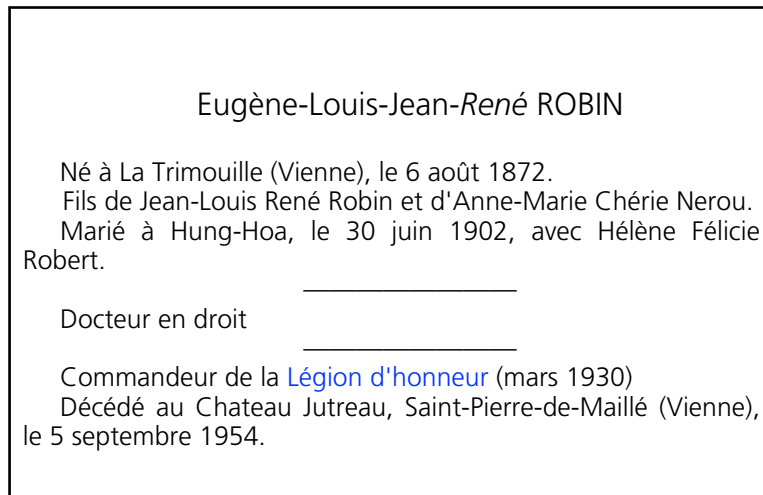 Eugène-Louis-Jean-René ROBIN
Né à La Trimouille (Vienne), le 6 août 1872.
Fils de Jean-Louis René Robin et d'Anne-Marie Chérie Nerou.
Marié à Hung-Hoa, le 30 juin 1902, avec Hélène Félicie
Robert.
Docteur en droit
Commandeur de la Légion d'honneur (mars 1930)
Décédé au Chateau Jutreau, Saint-Pierre-de-Maillé (Vienne),
le 5 septembre 1954.